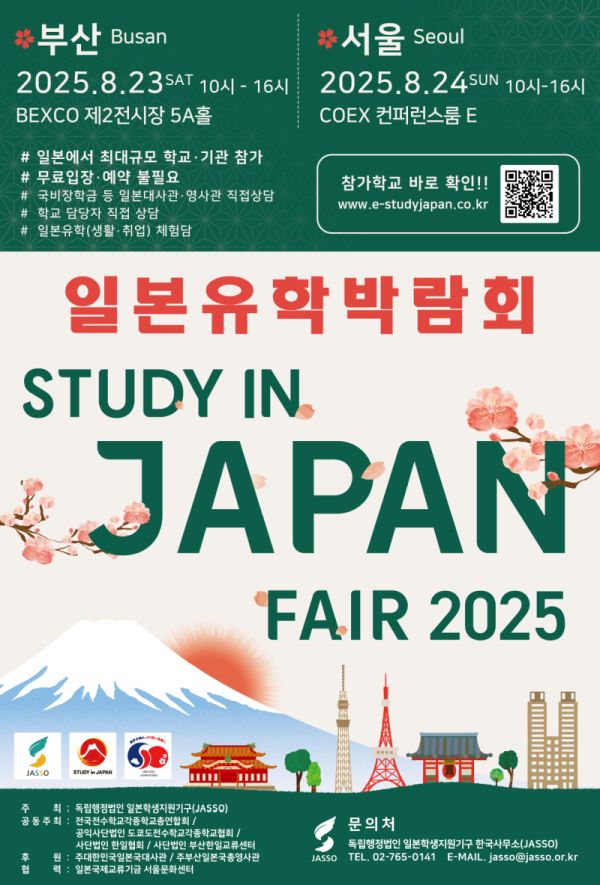 부산 Busan
2025.8.23 SAT 10시 - 16시
BEXCO 제2전시장 5A홀
서울 Seoul
2025.8.24 SUN 10시-16시
COEX 컨퍼런스룸 E
# 일본에서 최대규모 학교·기관 참가
# 무료입장·예약 불필요
# 국비장학금 등 일본대사관·영사관 직접상담
# 학교 담당자 직접 상담
# 일본유학(생활·취업) 체험담
참가학교 바로 확인!!
www.e-studyjapan.co.kr
일본유학박람회
STUDY IN
JAPAN
FAIR 2025
JASSO
STUDY in JAPAN
주 최 : 독립행정법인 일본학생지원기구(JASSO)
공동주최 : 전국전수학교각종학교총연합회 /
공익사단법인 도쿄도전수학교각종학교협회 /
사단법인 한일협회 / 사단법인 부산한일교류센터
후 원 : 주대한민국일본국대사관 / 주부산일본국총영사관
협 력 : 일본국제교류기금 서울문화센터
JASSO
문의처
독립행정법인 일본학생지원기구 한국사무소(JASSO)
TEL. 02-765-0141 E-MAIL. jasso@jasso.or.kr